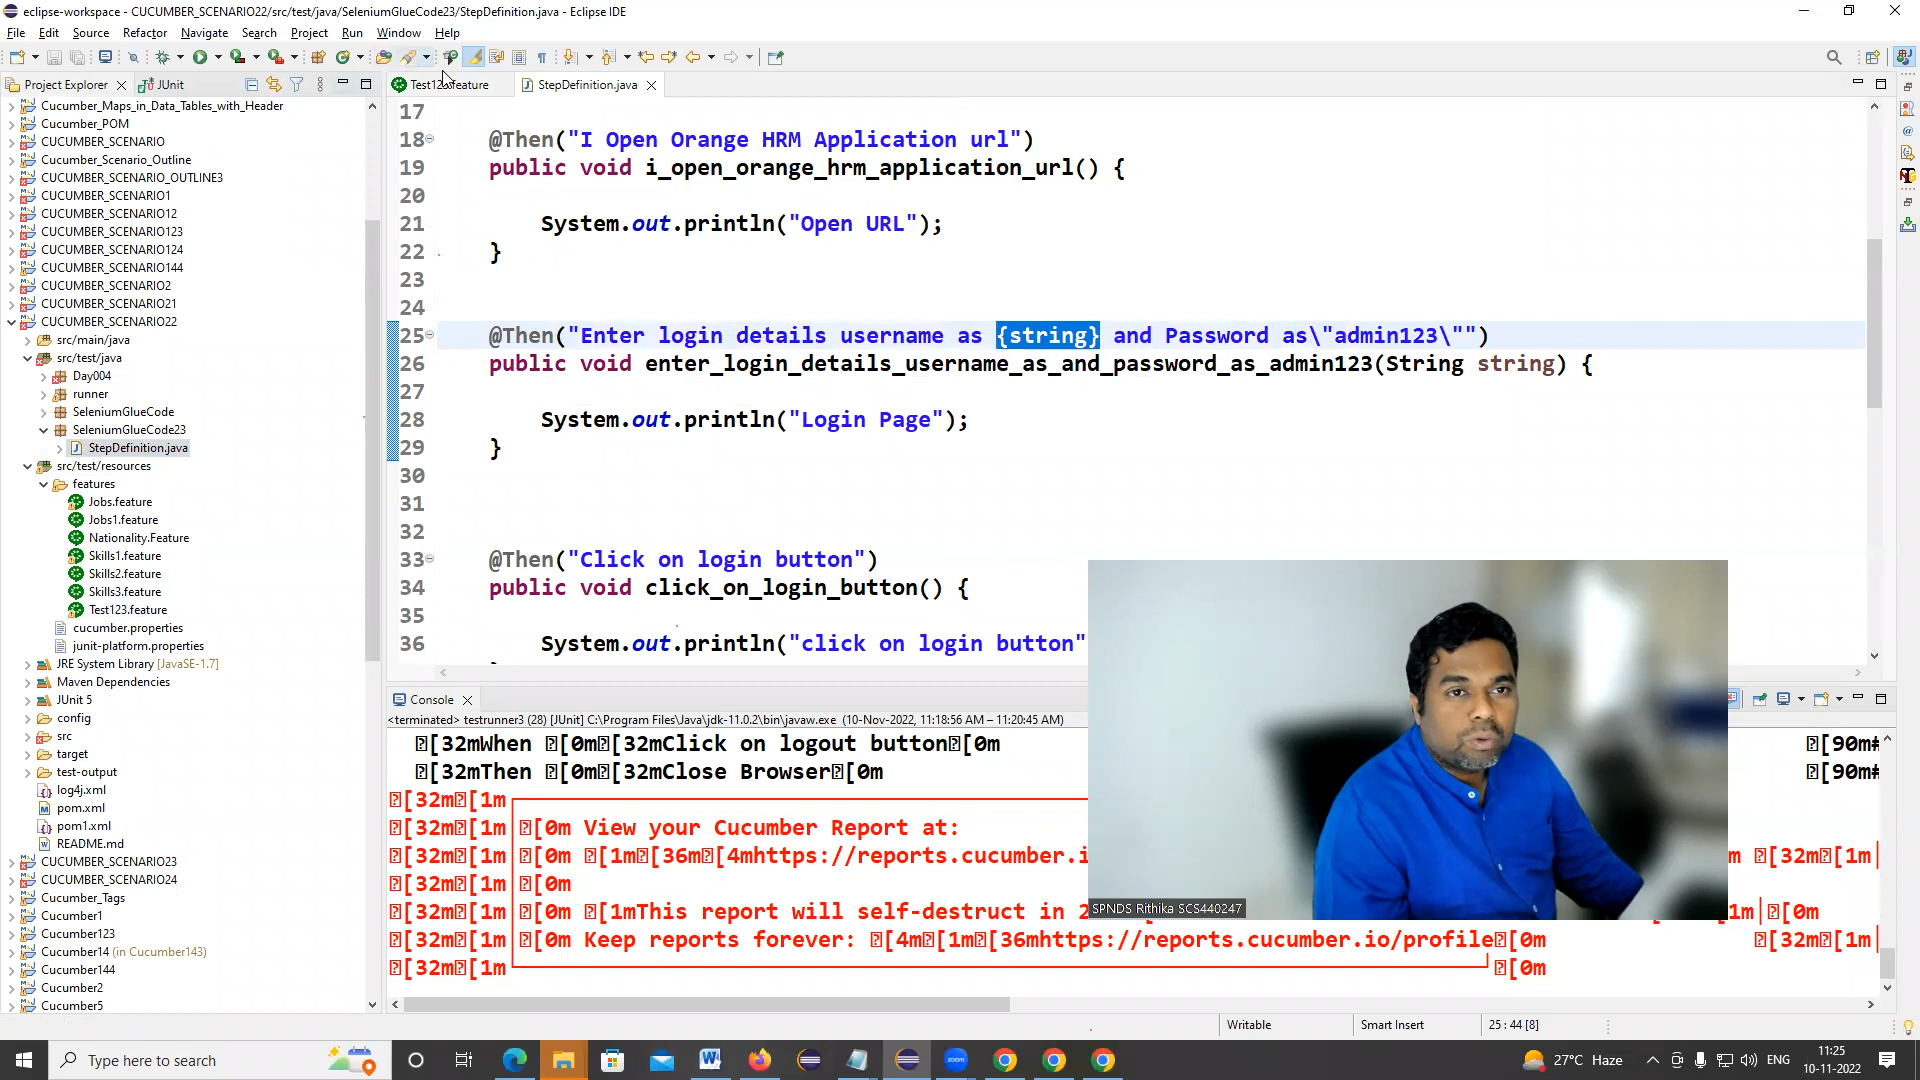 eclipse-workspace - CUCUMBER_SCENARIO22/src/test/java/SeleniumGlueCode23/StepDefinition.java - Eclipse IDE
File Edit Source Refactor Navigate Search Project Run Window Help
Project Explorer
JUnit
Cucumber_Maps_in_Data_Tables_with_Header
Cucumber_POM
CUCUMBER_SCENARIO
Cucumber_Scenario_Outline
CUCUMBER_SCENARIO_OUTLINE3
CUCUMBER_SCENARIO1
CUCUMBER_SCENARIO12
CUCUMBER_SCENARIO123
CUCUMBER_SCENARIO124
CUCUMBER_SCENARIO144
CUCUMBER_SCENARIO2
CUCUMBER_SCENARIO21
CUCUMBER_SCENARIO22
src/main/java
src/test/java
Day004
runner
SeleniumGlueCode
SeleniumGlueCode23
StepDefinition.java
src/test/resources
features
Jobs.feature
Jobs1.feature
Nationality.Feature
Skills1.feature
Skills2.feature
Skills3.feature
Test123.feature
cucumber.properties
junit-platform.properties
JRE System Library [JavaSE-1.7]
Maven Dependencies
JUnit 5
config
src
target
test-output
log4j.xml
pom.xml
pom1.xml
README.md
CUCUMBER_SCENARIO23
CUCUMBER_SCENARIO24
Cucumber_Tags
Cucumber1
Cucumber123
Cucumber14 (in Cucumber143)
Cucumber144
Cucumber2
Cucumber5
StepDefinition.java
17
18 @Then("I Open Orange HRM Application url")
19 public void i_open_orange_hrm_application_url() {
20
21 System.out.println("Open URL");
22 }
23
24
25 @Then("Enter login details username as {string} and Password as\"admin123\"")
26 public void enter_login_details_username_as_and_password_as_admin123(String string) {
27
28 System.out.println("Login Page");
29 }
30
31
32
33 @Then("Click on login button")
34 public void click_on_login_button() {
35
36 System.out.println("click on login button"
Console
<terminated> testrunner3 (28) [JUnit] C:\Program Files\Java\jdk-11.0.2\bin\javaw.exe (10-Nov-2022, 11:18:56 AM – 11:20:45 AM)
[32mWhen [0m[32mClick on logout button[0m [90m#
[32mThen [0m[32mClose Browser[0m [90m#
[32m[1m
[32m[1m [0m View your Cucumber Report at:
[32m[1m [0m [1m[36m[4mhttps://reports.cucumber.i m [32m[1m
[32m[1m [0m
[32m[1m [0m [1mThis report will self-destruct in 2 [1m [0m
[32m[1m [0m Keep reports forever: [4m[1m[36mhttps://reports.cucumber.io/profile[0m [32m[1m
[32m[1m [0m
SPNDS Rithika SCS440247
Writable
Smart Insert
25 : 44 [8]
Type here to search
27°C Haze
ENG
11:25
10-11-2022